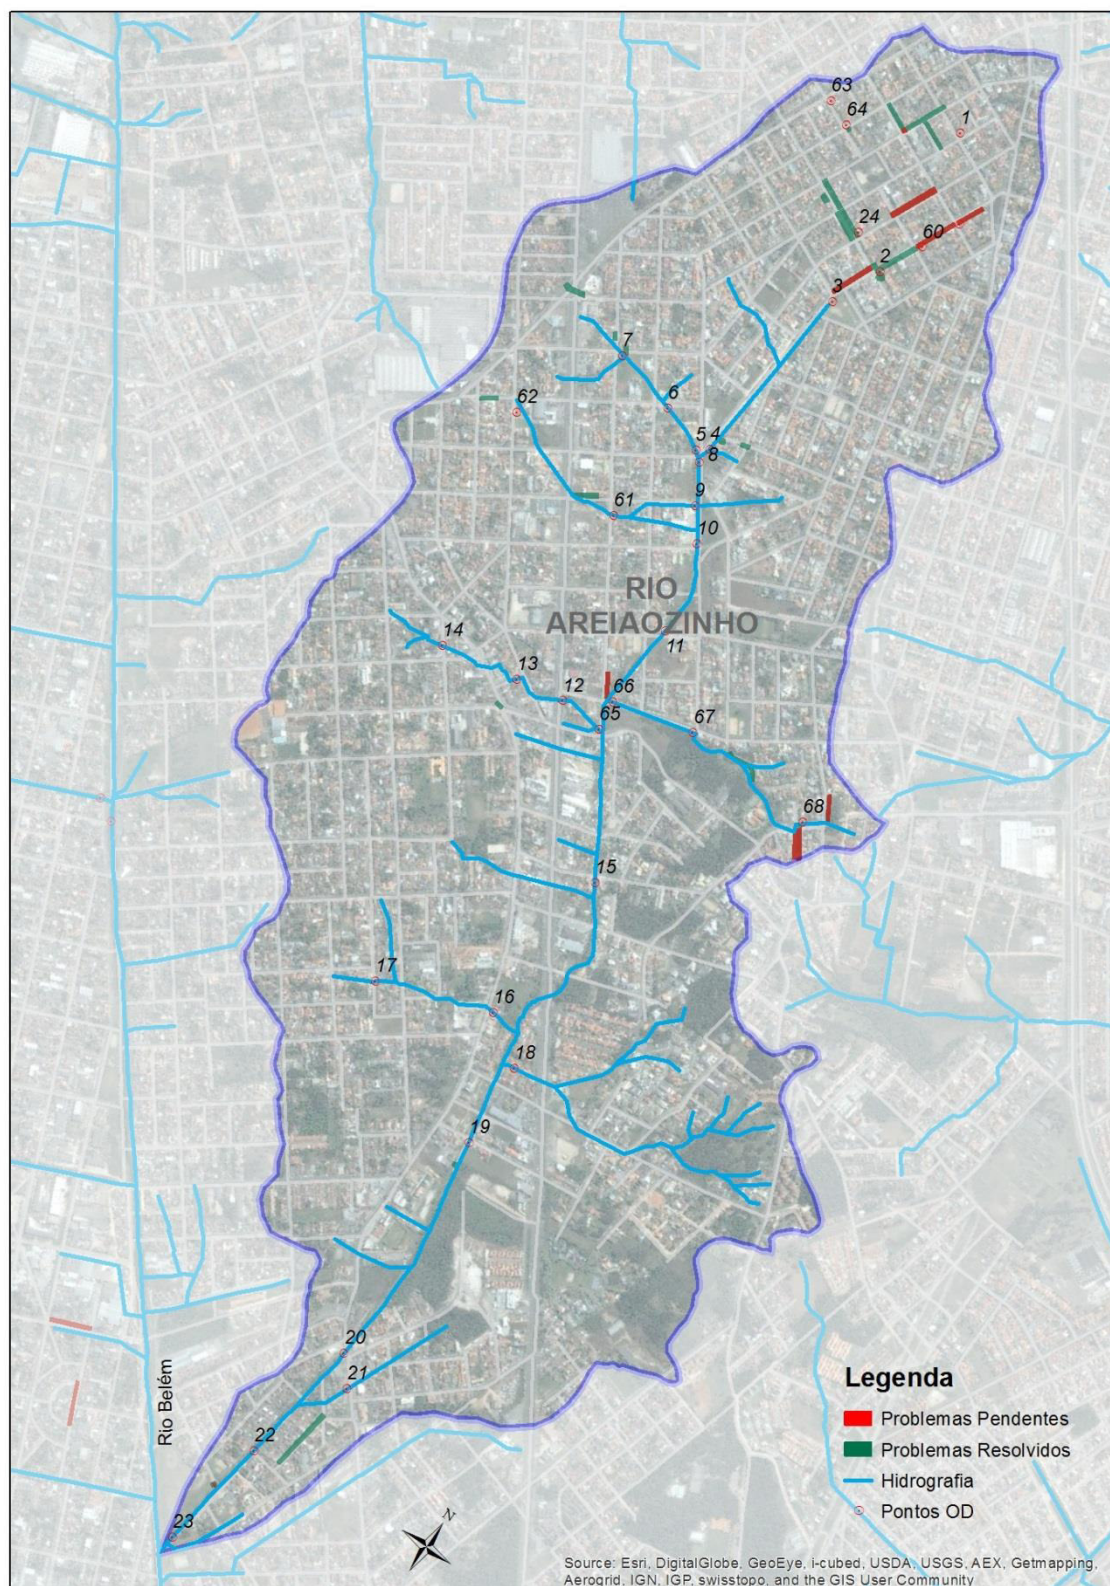 63
64
1
24
60
2
3
7
62
6
5 4
8
9
61
10
RIO
AREIAOZINHO
11
14
13
12
66
65
67
68
15
17
16
18
19
20
21
22
23
Rio Belém
N
Legenda
Problemas Pendentes
Problemas Resolvidos
Hidrografia
Pontos OD
Source: Esri, DigitalGlobe, GeoEye, i-cubed, USDA, USGS, AEX, Getmapping,
Aerogrid, IGN, IGP, swisstopo, and the GIS User Community